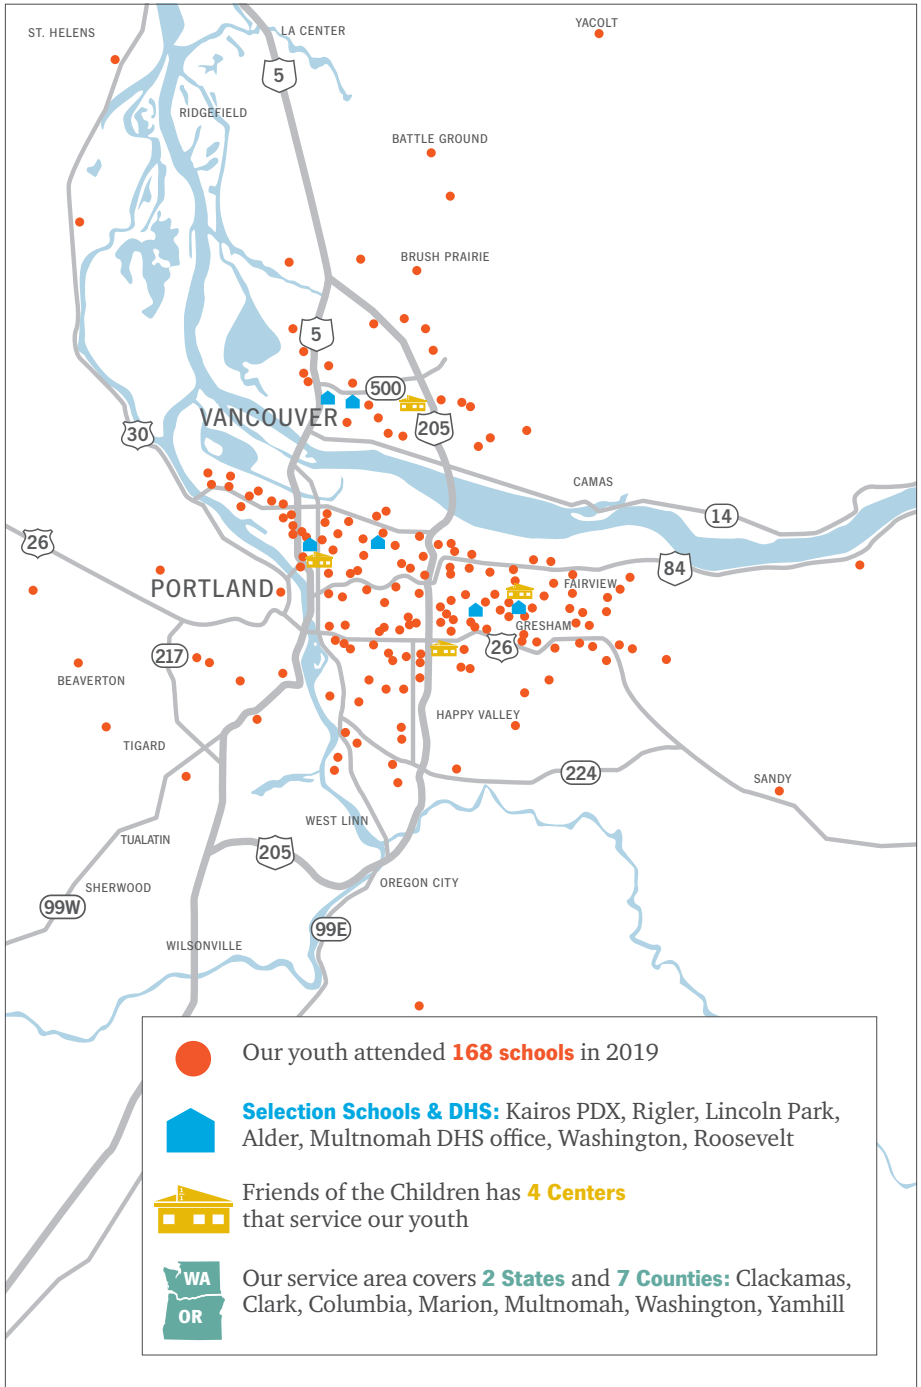 YACOLT
ST. HELENS
LA CENTER
5
RIDGEFIELD
BATTLE GROUND
BRUSH PRAIRIE
5
500
VANCOUVER
205
30
CAMAS
14
26
84
PORTLAND
FAIRVIEW
GRESHAM
26
217
BEAVERTON
HAPPY VALLEY
TIGARD
224
SANDY
WEST LINN
TUALATIN
205
SHERWOOD
OREGON CITY
99W
99E
WILSONVILLE
Our youth attended 168 schools in 2019
Selection Schools & DHS: Kairos PDX, Rigler, Lincoln Park,
Alder, Multnomah DHS office, Washington, Roosevelt
Friends of the Children has 4 Centers
that service our youth
WA
OR
Our service area covers 2 States and 7 Counties: Clackamas,
Clark, Columbia, Marion, Multnomah, Washington, Yamhill